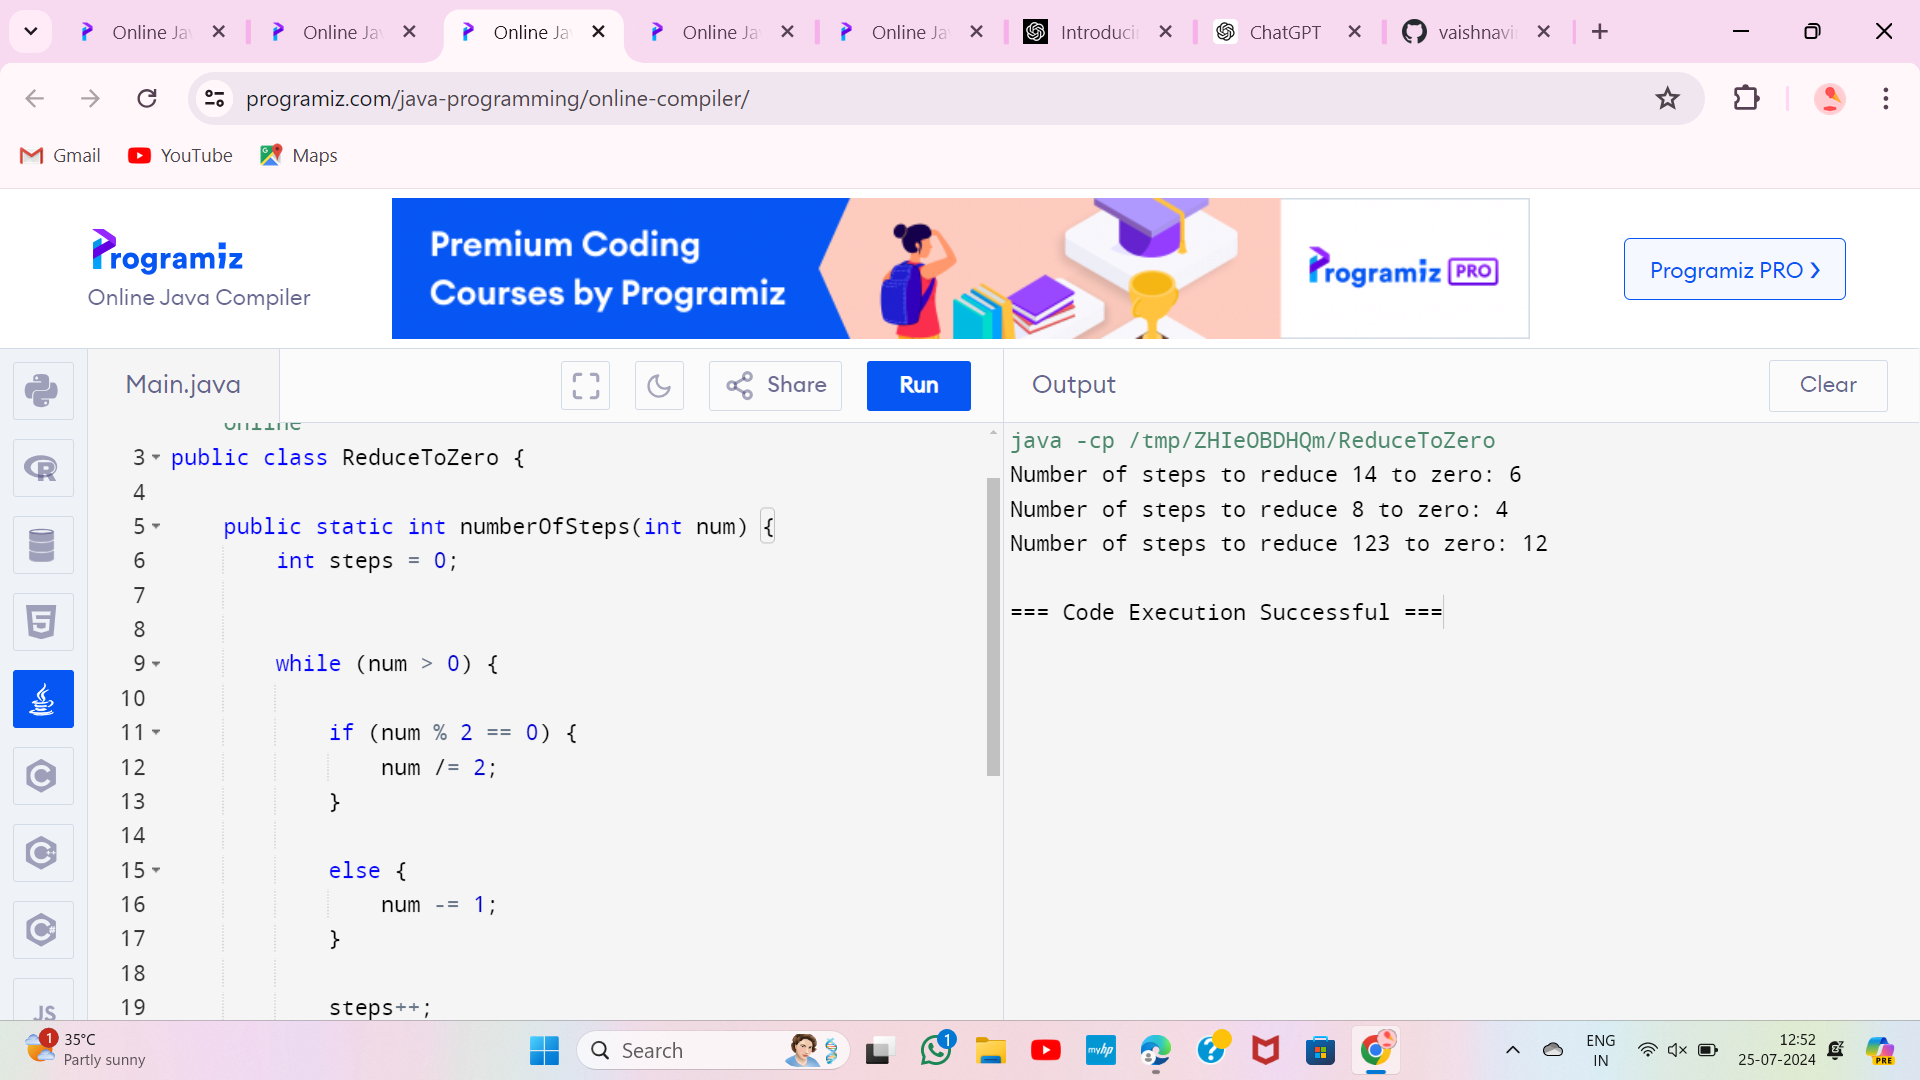 Online Ja
Online Ja
Online Ja
Online Ja
Online Ja
Introducin
ChatGPT
vaishnavi
programiz.com/java-programming/online-compiler/
Gmail
YouTube
Maps
Programiz
Online Java Compiler
Premium Coding
Courses by Programiz
Programiz PRO
Programiz PRO ❯
Main.java
Share
Run
Output
Clear
online
3 public class ReduceToZero {
4
5 public static int numberOfSteps(int num) {
6 int steps = 0;
7
8
9 while (num > 0) {
10
11 if (num % 2 == 0) {
12 num /= 2;
13 }
14
15 else {
16 num -= 1;
17 }
18
19 steps++;
java -cp /tmp/ZHIeOBDHQm/ReduceToZero
Number of steps to reduce 14 to zero: 6
Number of steps to reduce 8 to zero: 4
Number of steps to reduce 123 to zero: 12
=== Code Execution Successful ===
R
5
C
C++
C#
JS
1
35°C
Partly sunny
Search
1
myhp
?
ENG
IN
12:52
25-07-2024
PRE